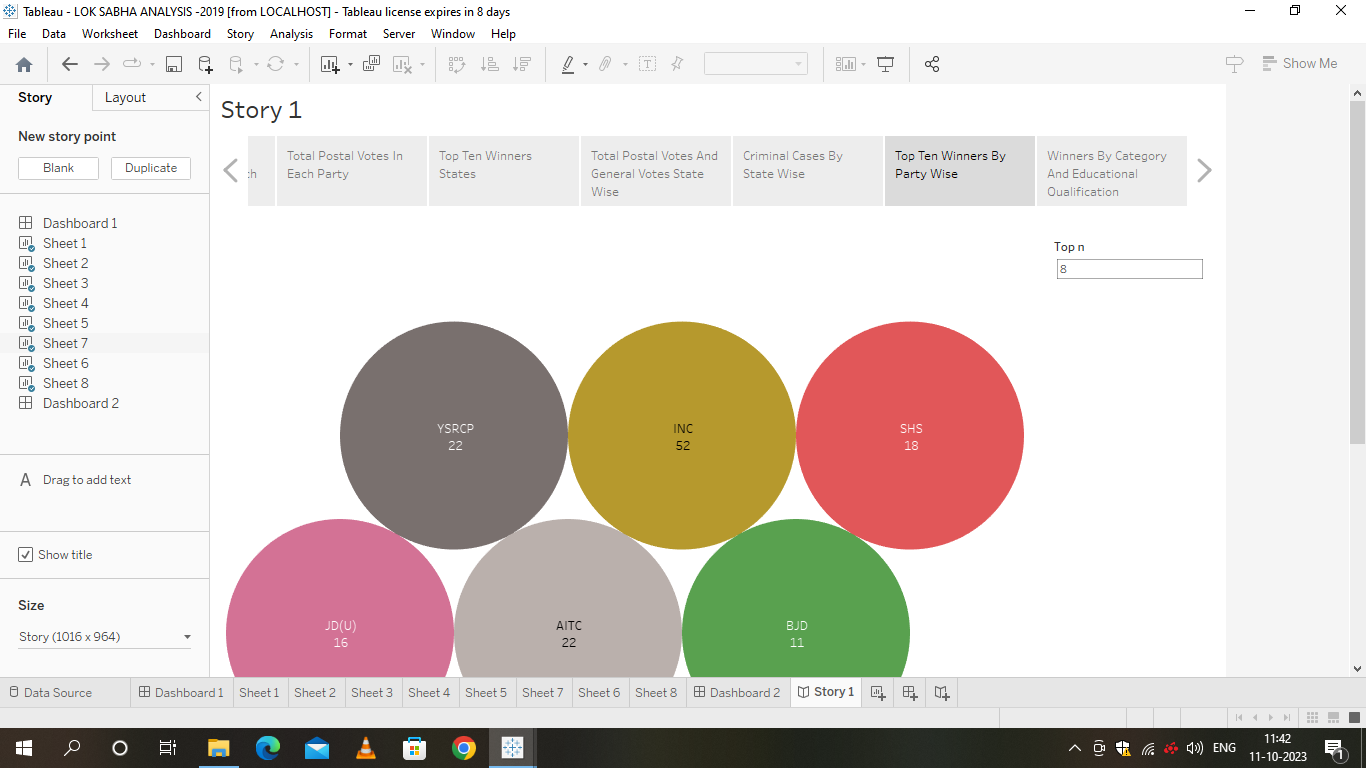 Tableau - LOK SABHA ANALYSIS -2019 [from LOCALHOST] - Tableau license expires in 8 days
File Data Worksheet Dashboard Story Analysis Format Server Window Help
Show Me
Story Layout
New story point
Blank Duplicate
Dashboard 1
Sheet 1
Sheet 2
Sheet 3
Sheet 4
Sheet 5
Sheet 7
Sheet 6
Sheet 8
Dashboard 2
A Drag to add text
Show title
Size
Story (1016 x 964)
Story 1
th
Total Postal Votes In
Each Party
Top Ten Winners
States
Total Postal Votes And
General Votes State
Wise
Criminal Cases By
State Wise
Top Ten Winners By
Party Wise
Winners By Category
And Educational
Qualification
Top n
8
YSRCP
22
INC
52
SHS
18
JD(U)
16
AITC
22
BJD
11
Data Source Dashboard 1 Sheet 1 Sheet 2 Sheet 3 Sheet 4 Sheet 5 Sheet 7 Sheet 6 Sheet 8 Dashboard 2 Story 1
ENG
11:42
11-10-2023
1